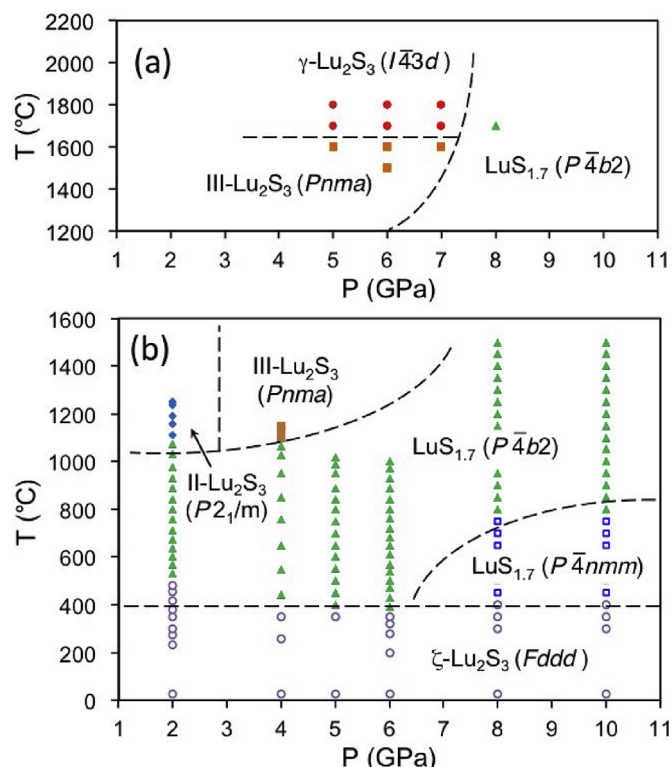 (a)
γ-Lu₂S₃ (I4̅3d)
III-Lu₂S₃ (Pnma)
LuS₁.₇ (P4̅b2)
T (°C)
2200
2000
1800
1600
1400
1200
1 2 3 4 5 6 7 8 9 10 11
P (GPa)
(b)
III-Lu₂S₃
(Pnma)
II-Lu₂S₃
(P2₁/m)
LuS₁.₇ (P4̅b2)
LuS₁.₇ (P4̅nmm)
ζ-Lu₂S₃ (Fddd)
T (°C)
1600
1400
1200
1000
800
600
400
200
0
1 2 3 4 5 6 7 8 9 10 11
P (GPa)